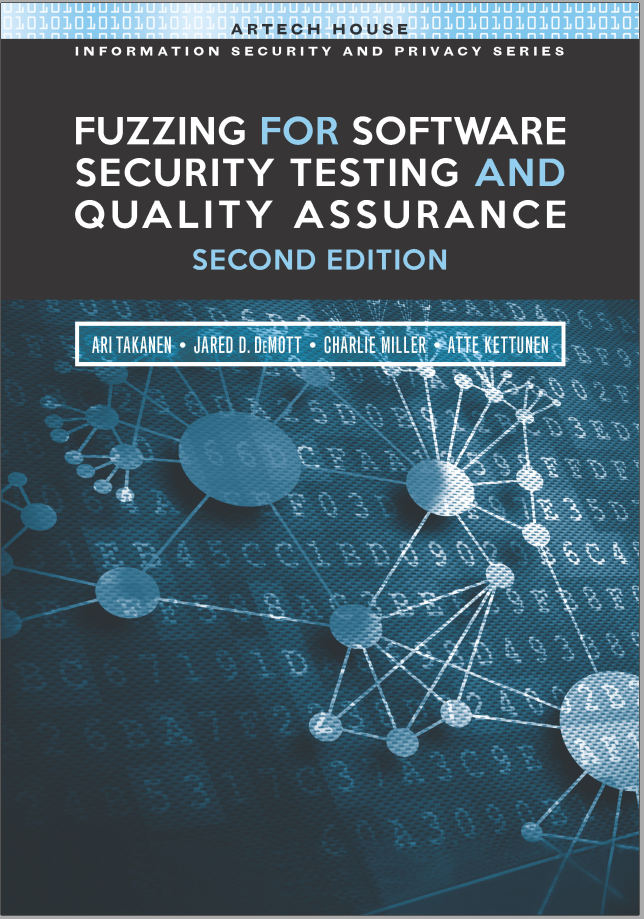 ARTECH HOUSE
INFORMATION SECURITY AND PRIVACY SERIES
FUZZING FOR SOFTWARE
SECURITY TESTING AND
QUALITY ASSURANCE
SECOND EDITION
ARI TAKANEN • JARED D. DeMOTT • CHARLIE MILLER • ATTE KETTUNEN